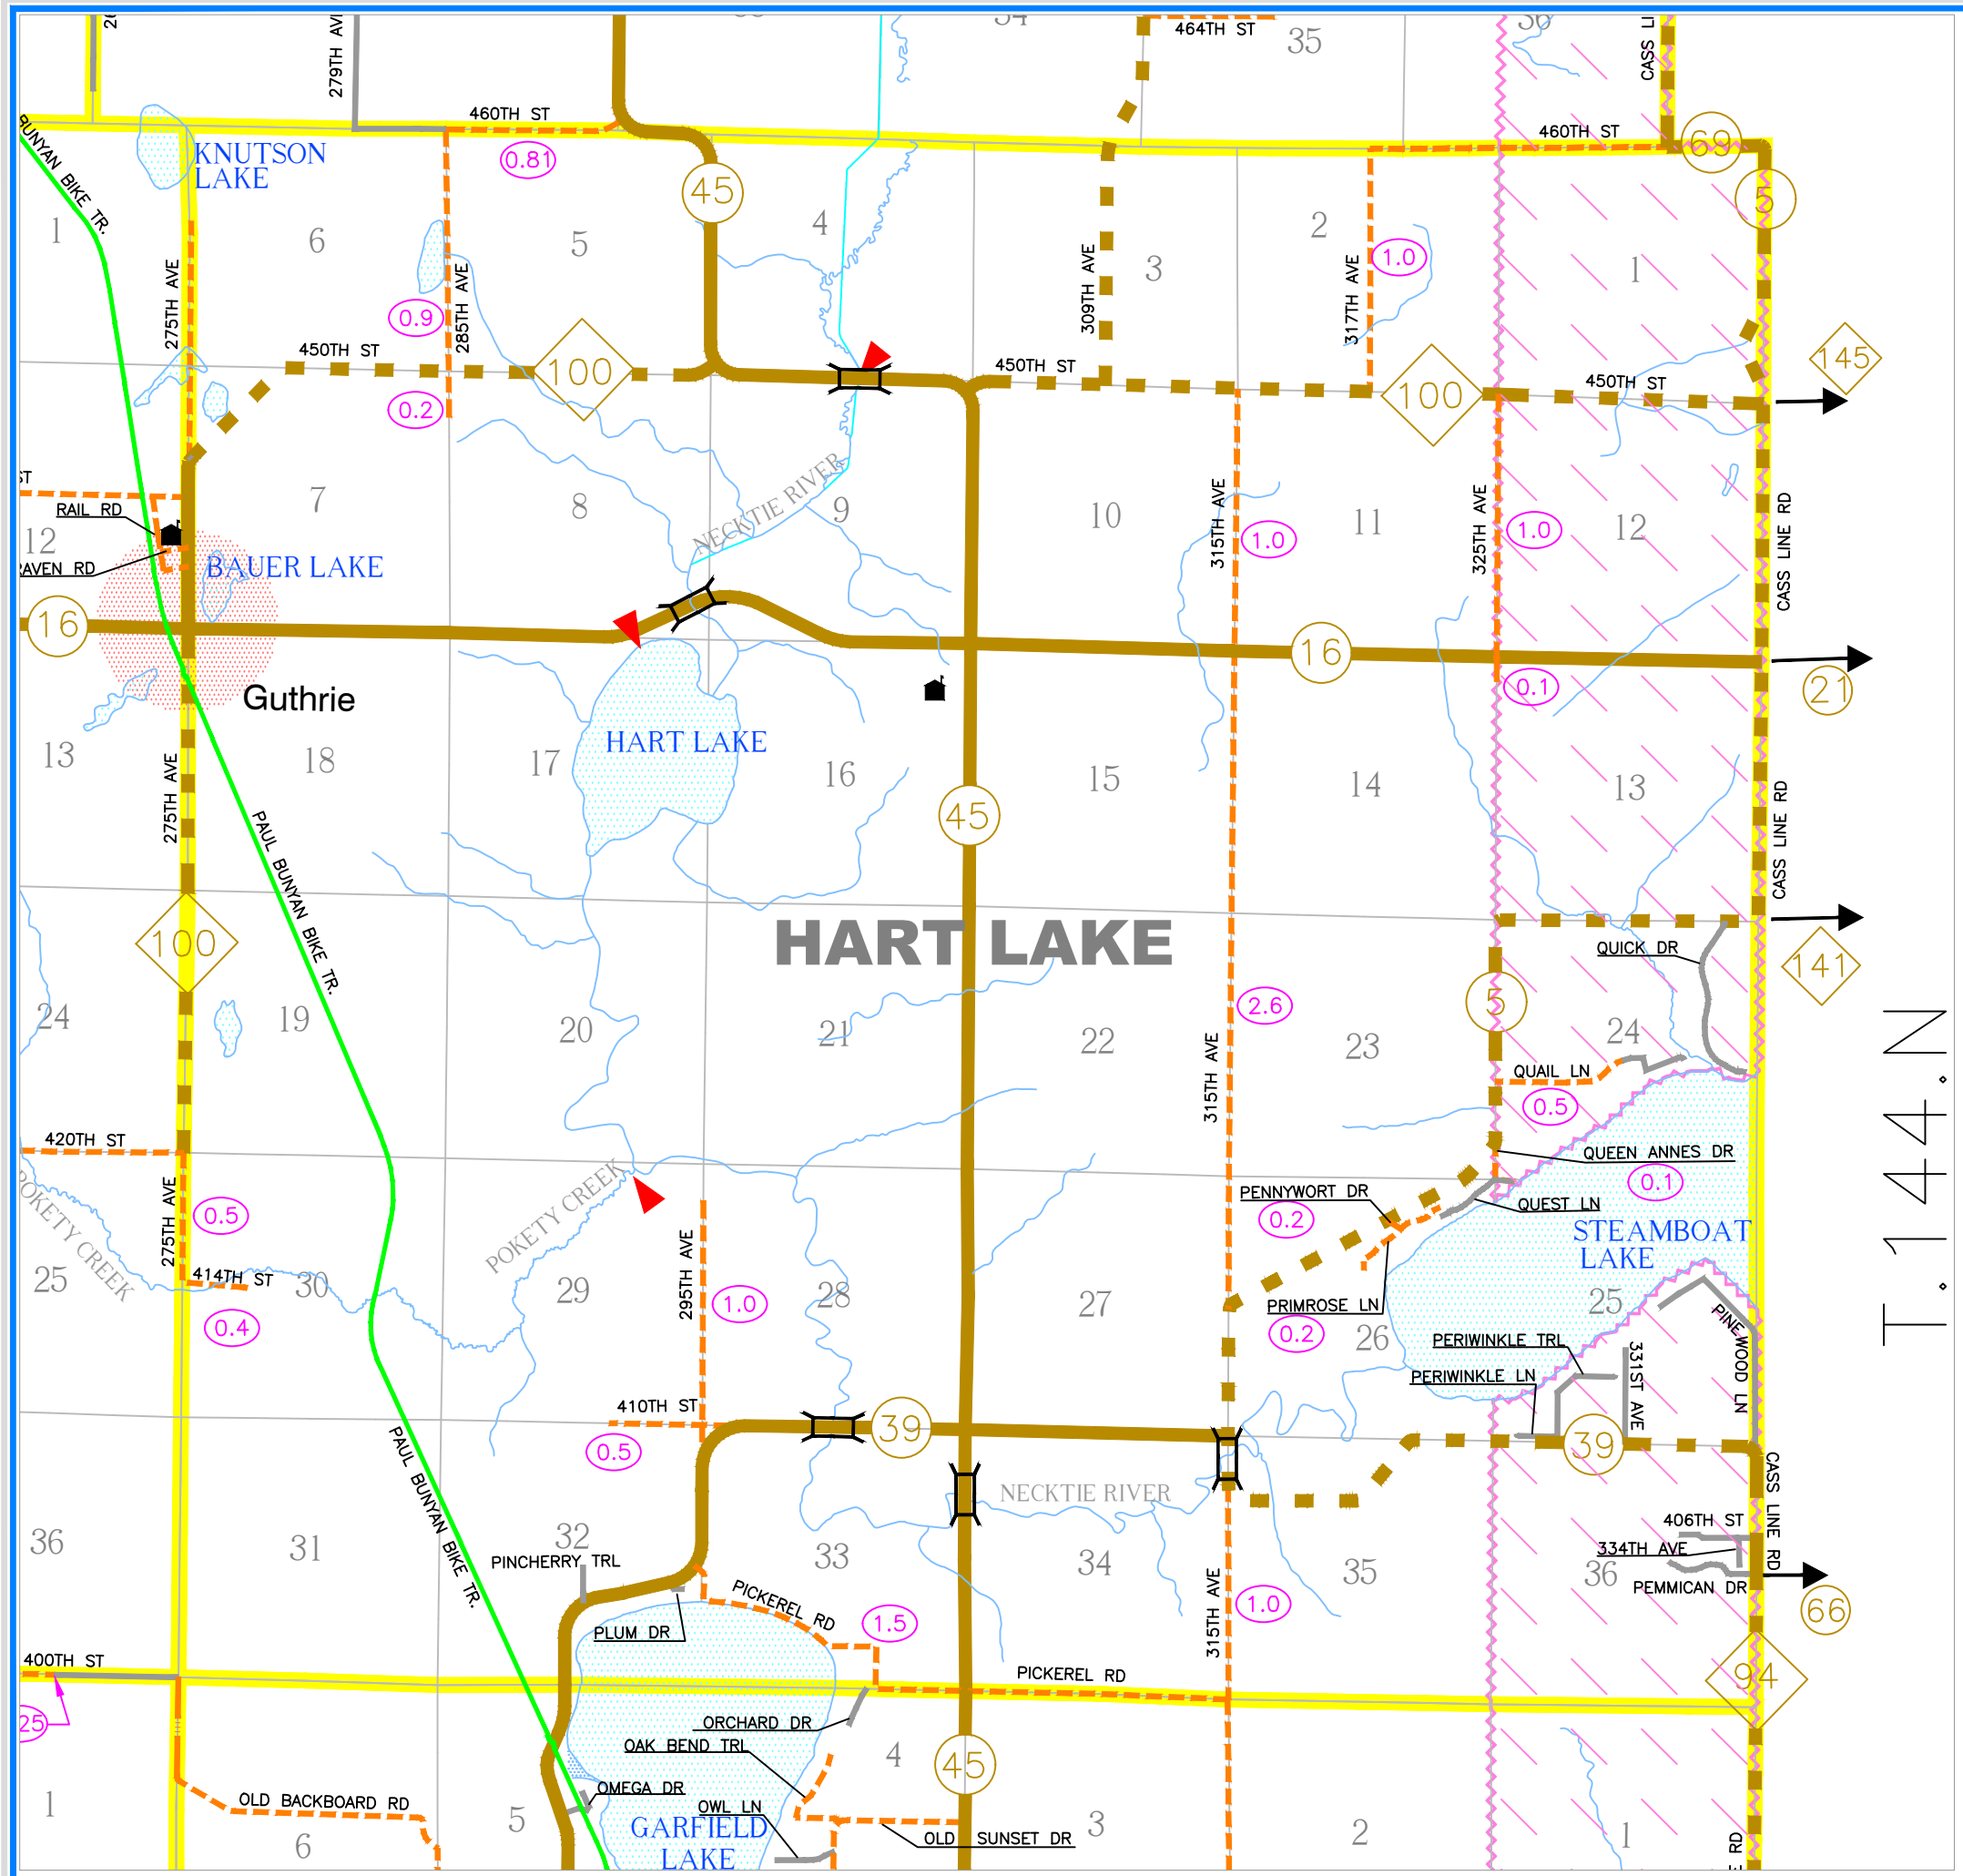 279TH AVE
34
464TH ST
35
36
CASS LI
460TH ST
460TH ST
69
BUNYAN BIKE TR.
KNUTSON
LAKE
0.81
45
5
1
6
5
4
3
2
1
275TH AVE
285TH AVE
309TH AVE
317TH AVE
1.0
0.9
450TH ST
100
450TH ST
100
450TH ST
145
0.2
ST
RAIL RD
7
8
NECKTIE RIVER
9
10
315TH AVE
1.0
11
325TH AVE
1.0
12
CASS LINE RD
12
RAVEN RD
BAUER LAKE
16
16
21
0.1
Guthrie
13
18
17
HART LAKE
16
15
14
13
275TH AVE
45
CASS LINE RD
PAUL BUNYAN BIKE TR.
100
HART LAKE
QUICK DR
141
24
19
20
21
22
2.6
23
5
24
315TH AVE
QUAIL LN
0.5
T.144.N
420TH ST
QUEEN ANNES DR
0.1
POKETY CREEK
275TH AVE
0.5
POKETY CREEK
PENNYWORT DR
0.2
QUEST LN
STEAMBOAT
LAKE
25
414TH ST
30
29
295TH AVE
1.0
28
27
PRIMROSE LN
0.2
26
25
0.4
PERIWINKLE TRL
PERIWINKLE LN
331ST AVE
PINEWOOD LN
410TH ST
0.5
39
39
PAUL BUNYAN BIKE TR.
NECKTIE RIVER
CASS LINE RD
36
31
32
33
34
35
36
406TH ST
334TH AVE
PEMMICAN DR
66
PINCHERRY TRL
PLUM DR
PICKEREL RD
1.5
315TH AVE
1.0
400TH ST
PICKEREL RD
94
25
ORCHARD DR
OAK BEND TRL
4
45
OMEGA DR
OWL LN
1
OLD BACKBOARD RD
6
5
GARFIELD
LAKE
OLD SUNSET DR
3
2
1
E RD